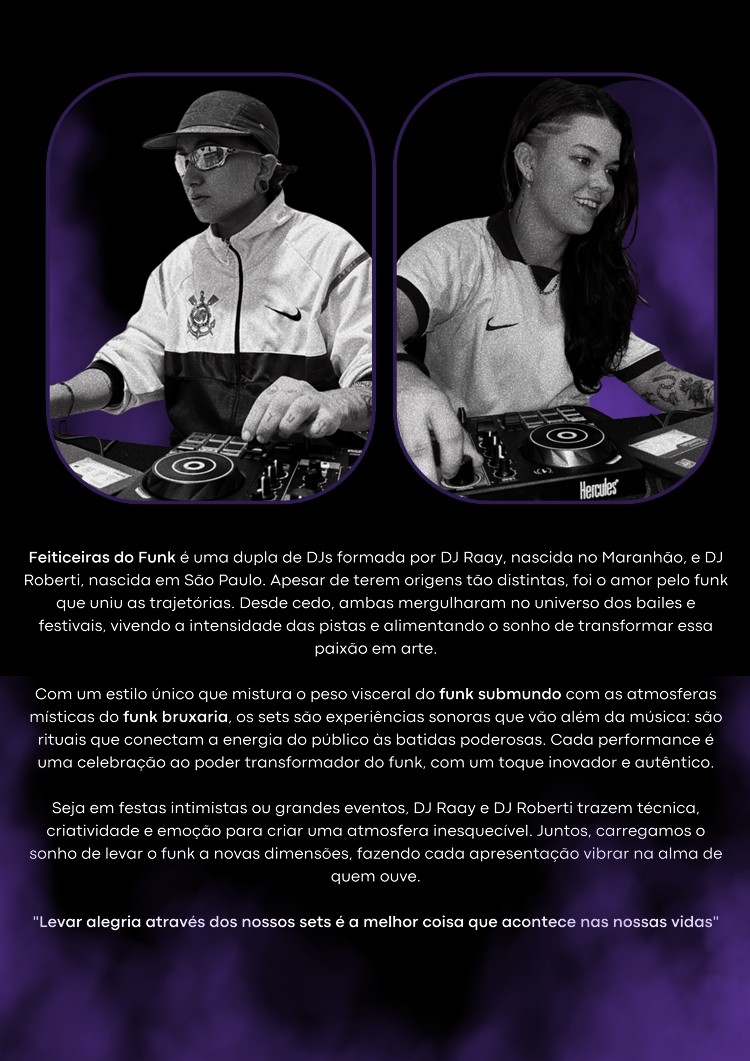 Hercules
Feiticeiras do Funk é uma dupla de DJs formada por DJ Raay, nascida no Maranhão, e DJ
Roberti, nascida em São Paulo. Apesar de terem origens tão distintas, foi o amor pelo funk
que uniu as trajetórias. Desde cedo, ambas mergulharam no universo dos bailes e
festivais, vivendo a intensidade das pistas e alimentando o sonho de transformar essa
paixão em arte.
Com um estilo único que mistura o peso visceral do funk submundo com as atmosferas
místicas do funk bruxaria, os sets são experiências sonoras que vão além da música: são
rituais que conectam a energia do público às batidas poderosas. Cada performance é
uma celebração ao poder transformador do funk, com um toque inovador e autêntico.
Seja em festas intimistas ou grandes eventos, DJ Raay e DJ Roberti trazem técnica,
criatividade e emoção para criar uma atmosfera inesquecível. Juntos, carregamos o
sonho de levar o funk a novas dimensões, fazendo cada apresentação vibrar na alma de
quem ouve.
"Levar alegria através dos nossos sets é a melhor coisa que acontece nas nossas vidas"